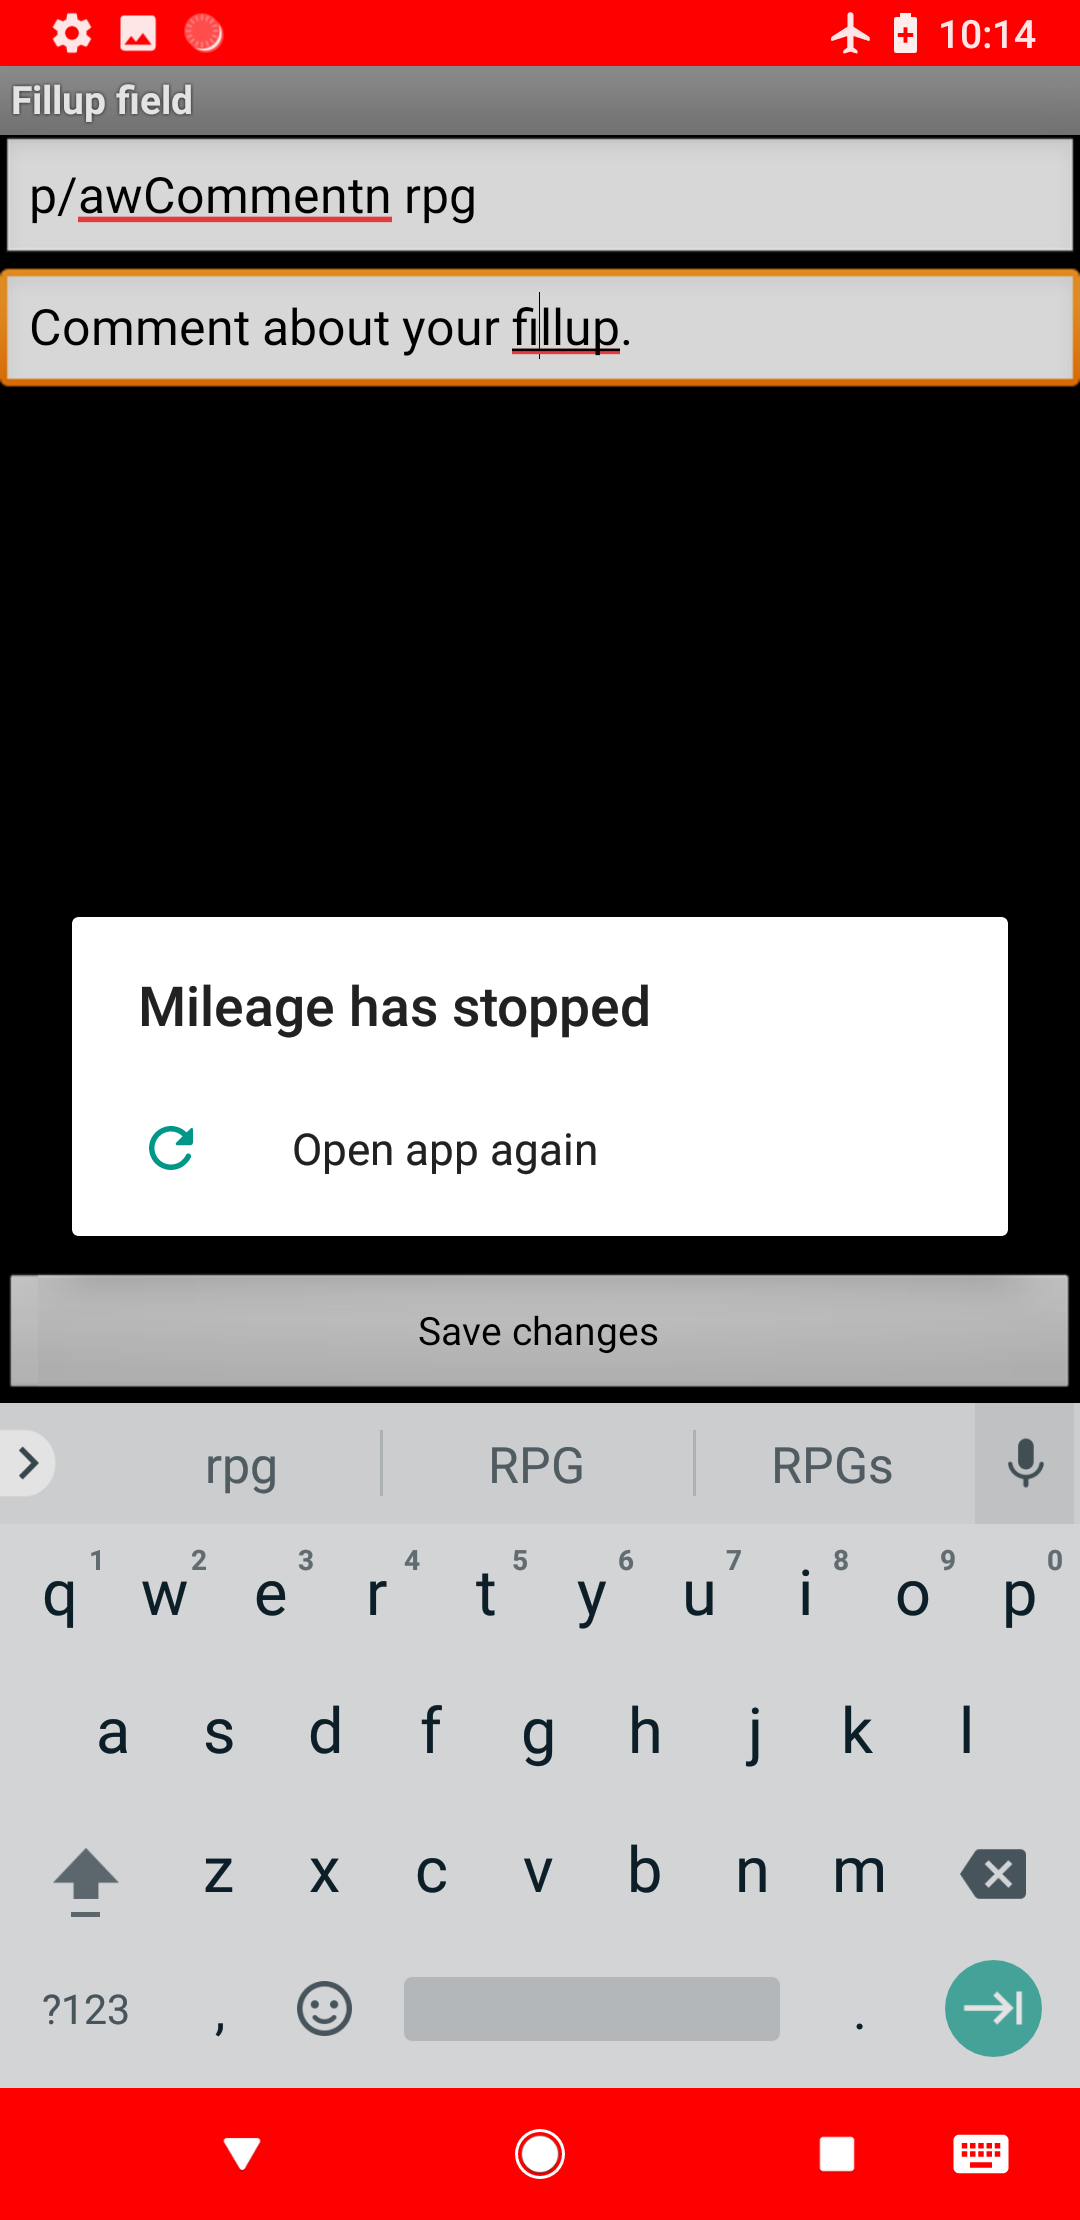 10:14
Fillup field
p/awCommentn rpg
Comment about your fillup.
Mileage has stopped
Open app again
Save changes
rpg RPG RPGs
1 2 3 4 5 6 7 8 9 0
q w e r t y u i o p
a s d f g h j k l
z x c v b n m
?123 , .